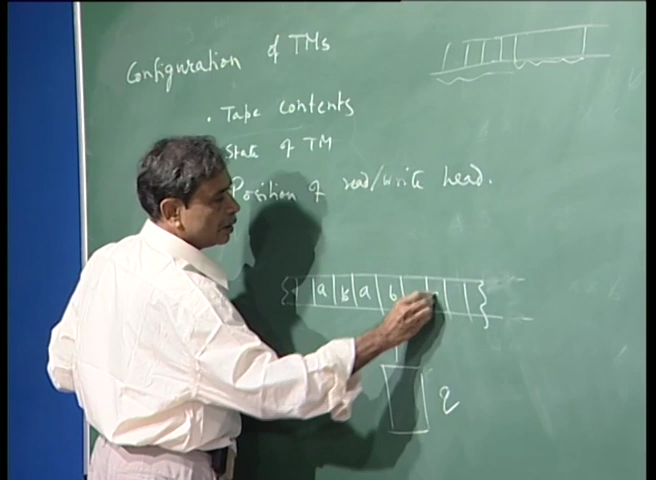 Configuration of TMs
• Tape contents
State of TM
Position of read/write head.
a b a b
q